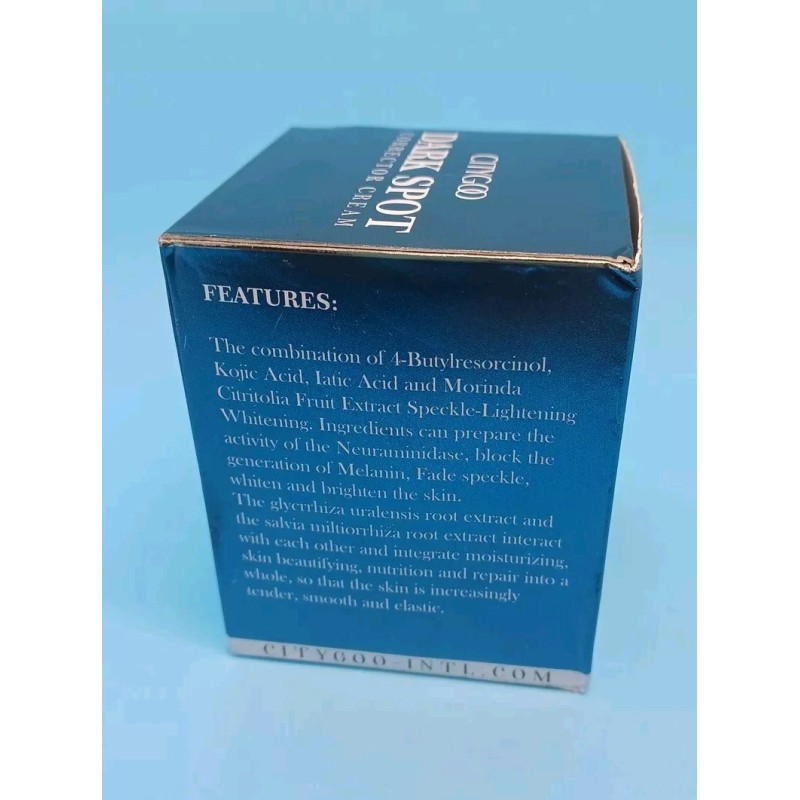 CITYGOO
DARK SPOT
CORRECTOR CREAM
FEATURES:
The combination of 4-Butylresorcinol,
Kojic Acid, Iatic Acid and Morinda
Citritolia Fruit Extract Speckle-Lightening
Whitening. Ingredients can prepare the
activity of the Neuraminidase, block the
generation of Melanin, Fade speckle,
whiten and brighten the skin.
The glycrrhiza uralensis root extract and
the salvia miltiorrhiza root extract interact
with each other and integrate moisturizing,
skin beautifying, nutrition and repair into a
whole, so that the skin is increasingly
tender, smooth and elastic.
CITYGOO-INTL.COM